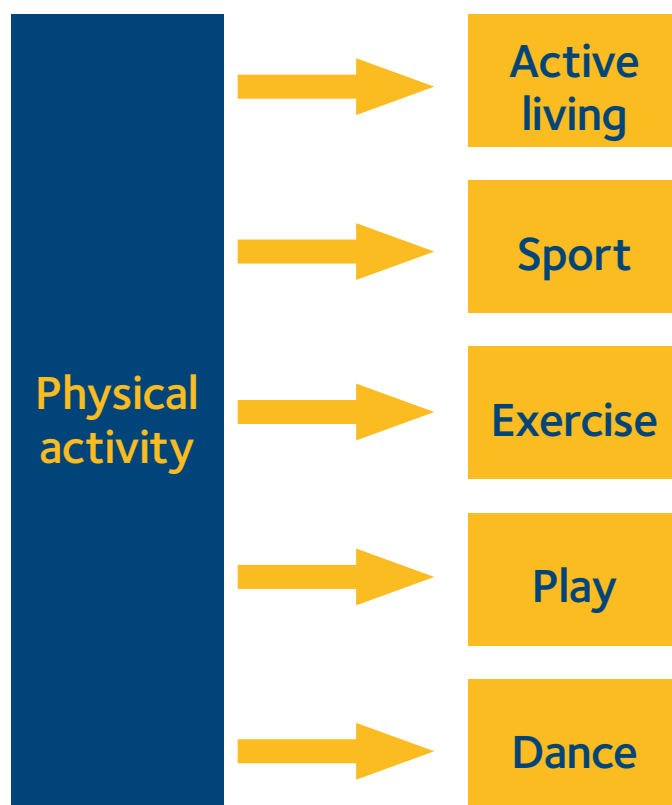 Physical
activity
Active
living
Sport
Exercise
Play
Dance